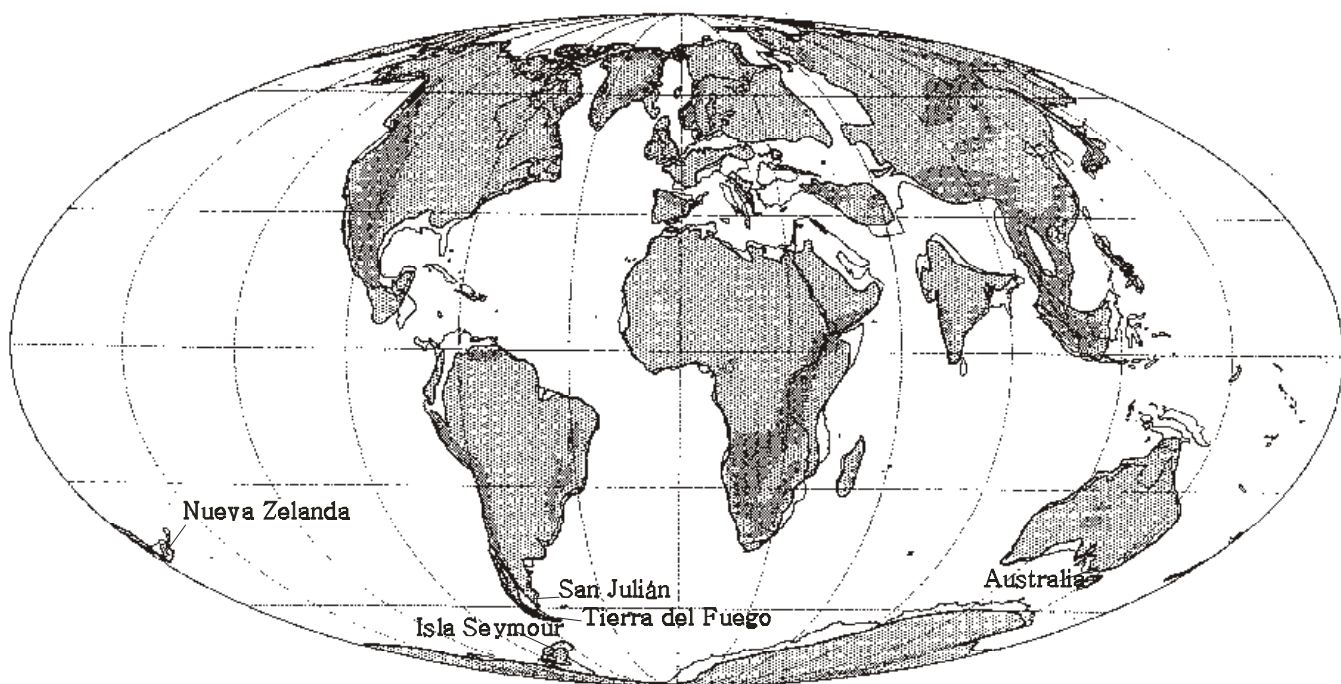 Nueva Zelanda
Australia
San Julián
Tierra del Fuego
Isla Seymour